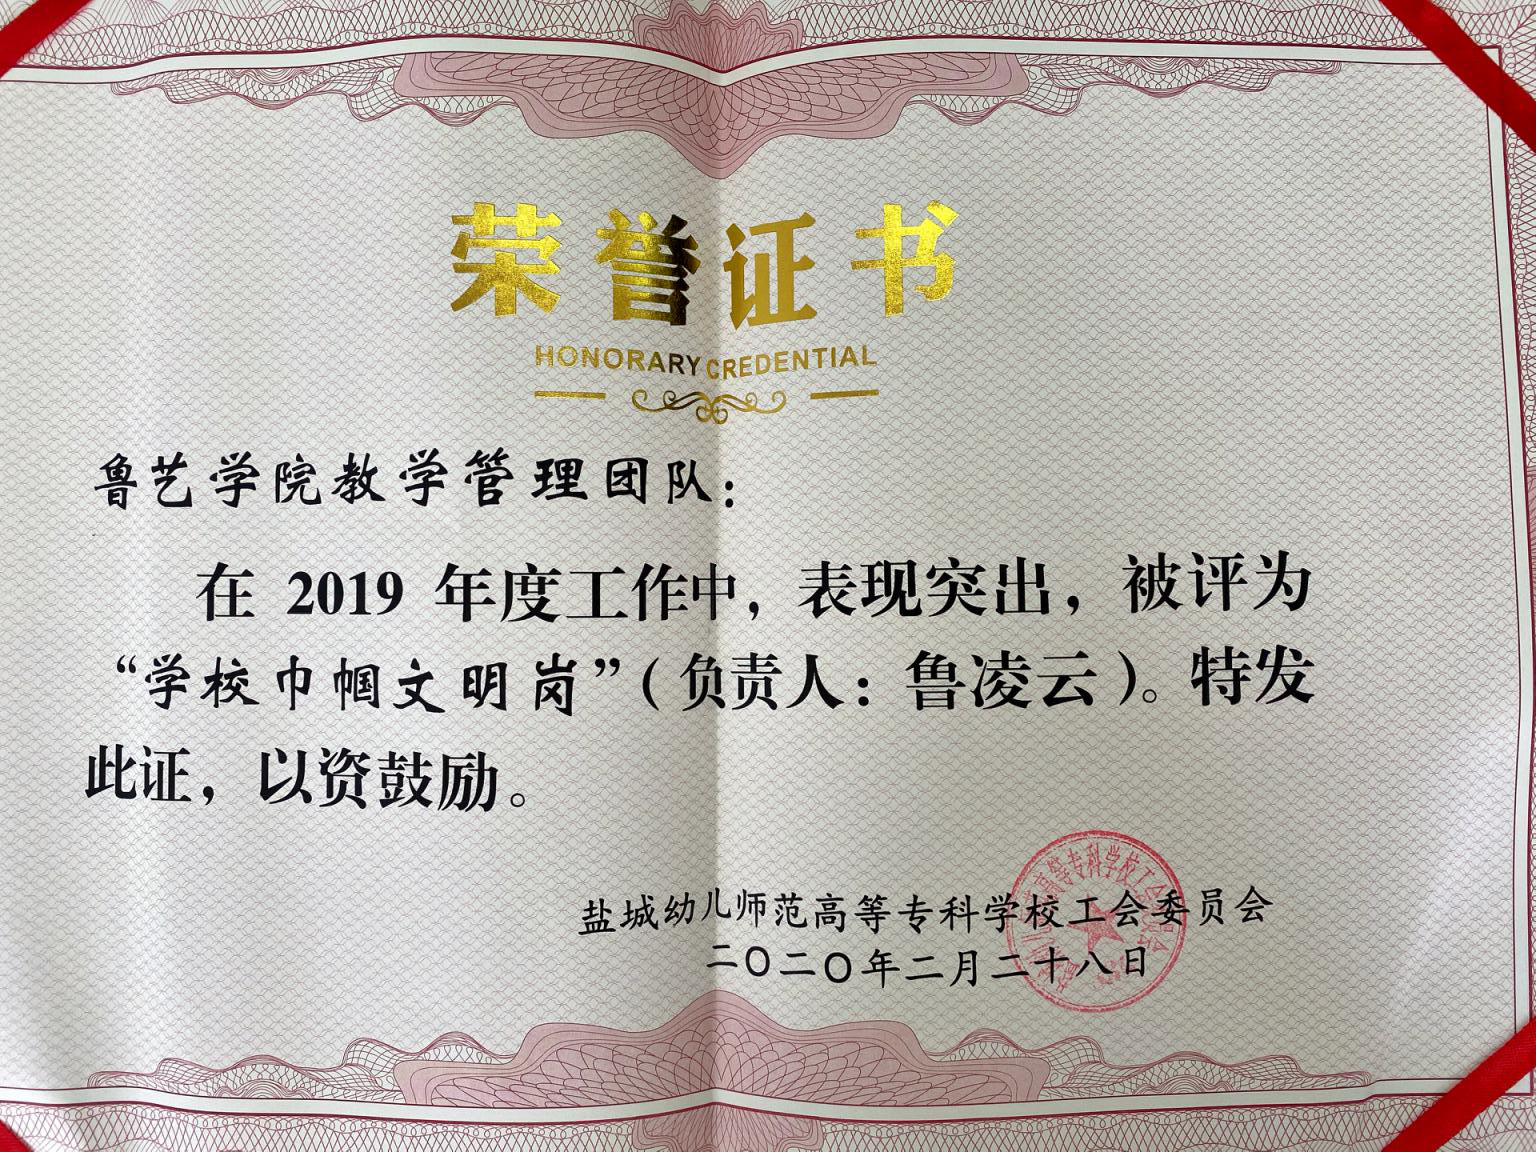 荣誉证书
HONORARY CREDENTIAL
鲁艺学院教学管理团队：
在 2019 年度工作中，表现突出，被评为
“学校巾帼文明岗”（负责人：鲁凌云）。特发
此证，以资鼓励。
盐城幼儿师范高等专科学校工会委员会
二〇二〇年二月二十八日